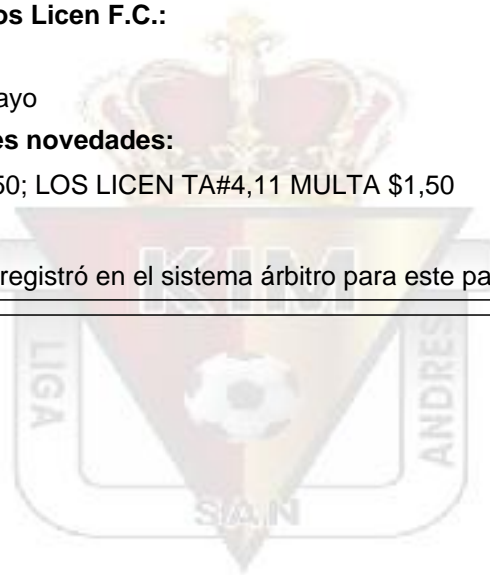 os Licen F.C.:
ayo
es novedades:
50; LOS LICEN TA#4,11 MULTA $1,50
registró en el sistema árbitro para este pa
KIM
LIGA
ANDRES
SAN